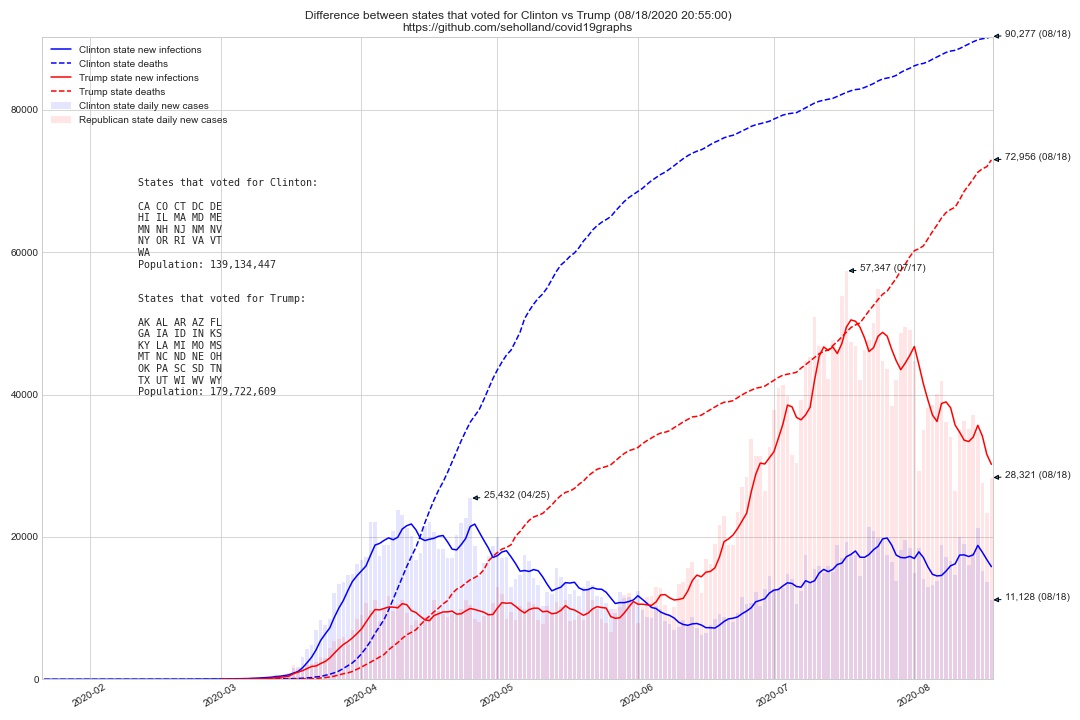 Difference between states that voted for Clinton vs Trump (08/18/2020 20:55:00)
https://github.com/seholland/covid19graphs
Clinton state new infections
Clinton state deaths
Trump state new infections
Trump state deaths
Clinton state daily new cases
Republican state daily new cases
States that voted for Clinton:
CA CO CT DC DE
HI IL MA MD ME
MN NH NJ NM NV
NY OR RI VA VT
WA
Population: 139,134,447
States that voted for Trump:
AK AL AR AZ FL
GA IA ID IN KS
KY LA MI MO MS
MT NC ND NE OH
OK PA SC SD TN
TX UT WI WV WY
Population: 179,722,609
90,277 (08/18)
72,956 (08/18)
57,347 (07/17)
25,432 (04/25)
28,321 (08/18)
11,128 (08/18)
80000
60000
40000
20000
0
2020-02
2020-03
2020-04
2020-05
2020-06
2020-07
2020-08